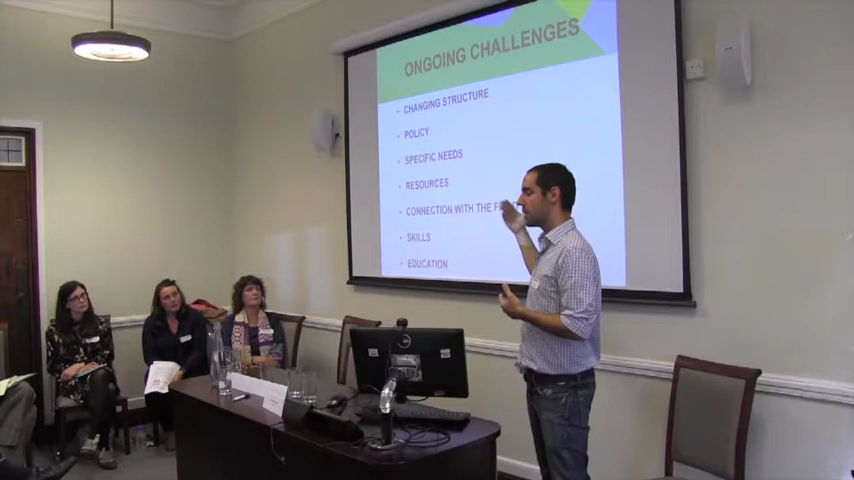 ONGOING CHALLENGES
• CHANGING STRUCTURE
• POLICY
• SPECIFIC NEEDS
• RESOURCES
• CONNECTION WITH THE
• SKILLS
• EDUCATION